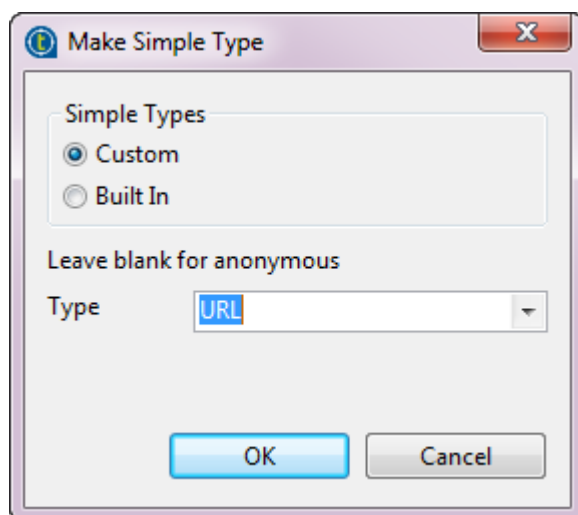 Make Simple Type
Simple Types
Custom
Built In
Leave blank for anonymous
Type URL
OK Cancel